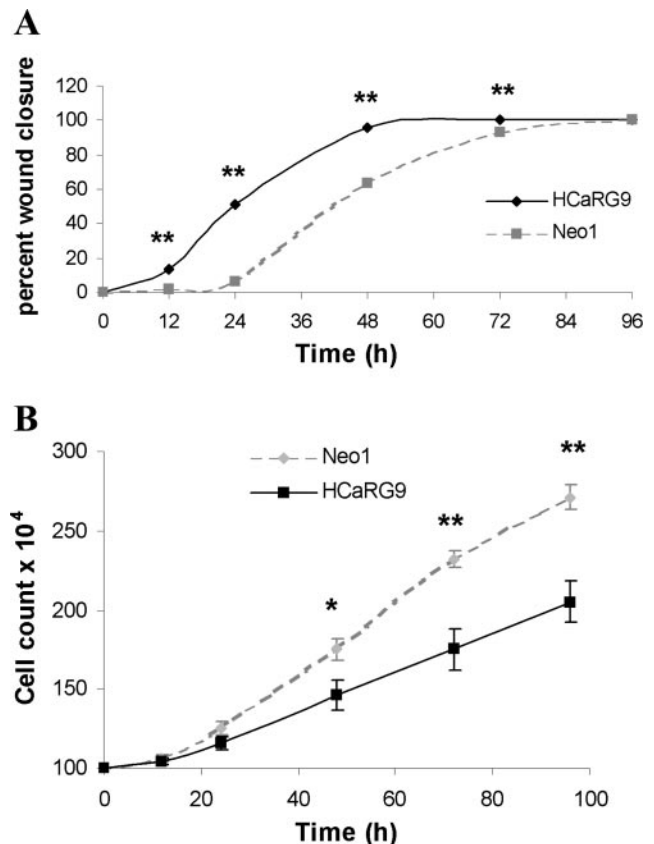 A
percent wound closure
120
100
80
60
40
20
0
**
**
**
**
HCaRG9
Neo1
0 12 24 36 48 60 72 84 96
Time (h)
B
Cell count x 10^4
300
250
200
150
100
Neo1
HCaRG9
*
**
**
0 20 40 60 80 100
Time (h)